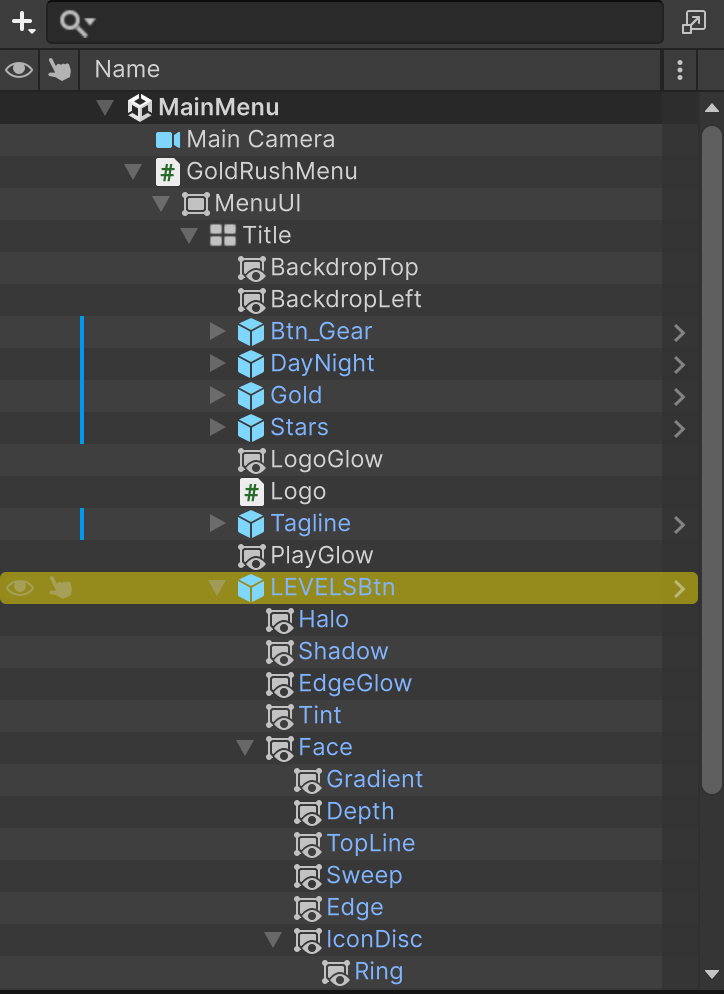 Name
MainMenu
Main Camera
GoldRushMenu
MenuUI
Title
BackdropTop
BackdropLeft
Btn_Gear
DayNight
Gold
Stars
LogoGlow
Logo
Tagline
PlayGlow
LEVELSBtn
Halo
Shadow
EdgeGlow
Tint
Face
Gradient
Depth
TopLine
Sweep
Edge
IconDisc
Ring